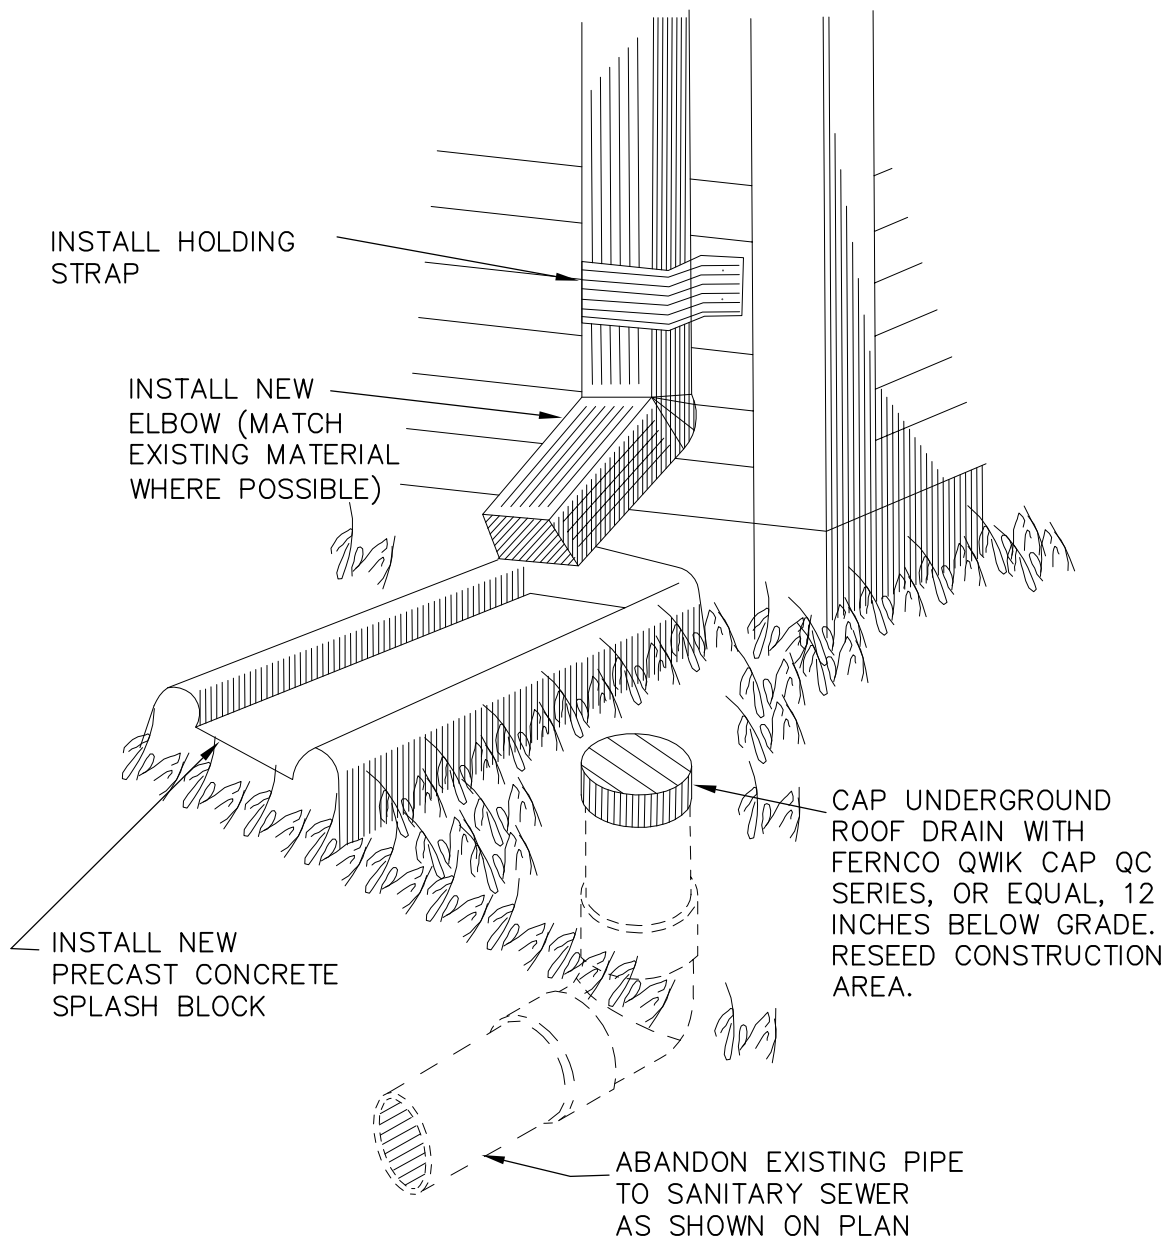 INSTALL HOLDING
STRAP
INSTALL NEW
ELBOW (MATCH
EXISTING MATERIAL
WHERE POSSIBLE)
CAP UNDERGROUND
ROOF DRAIN WITH
FERNCO QWIK CAP QC
SERIES, OR EQUAL, 12
INCHES BELOW GRADE.
RESEED CONSTRUCTION
AREA.
INSTALL NEW
PRECAST CONCRETE
SPLASH BLOCK
ABANDON EXISTING PIPE
TO SANITARY SEWER
AS SHOWN ON PLAN